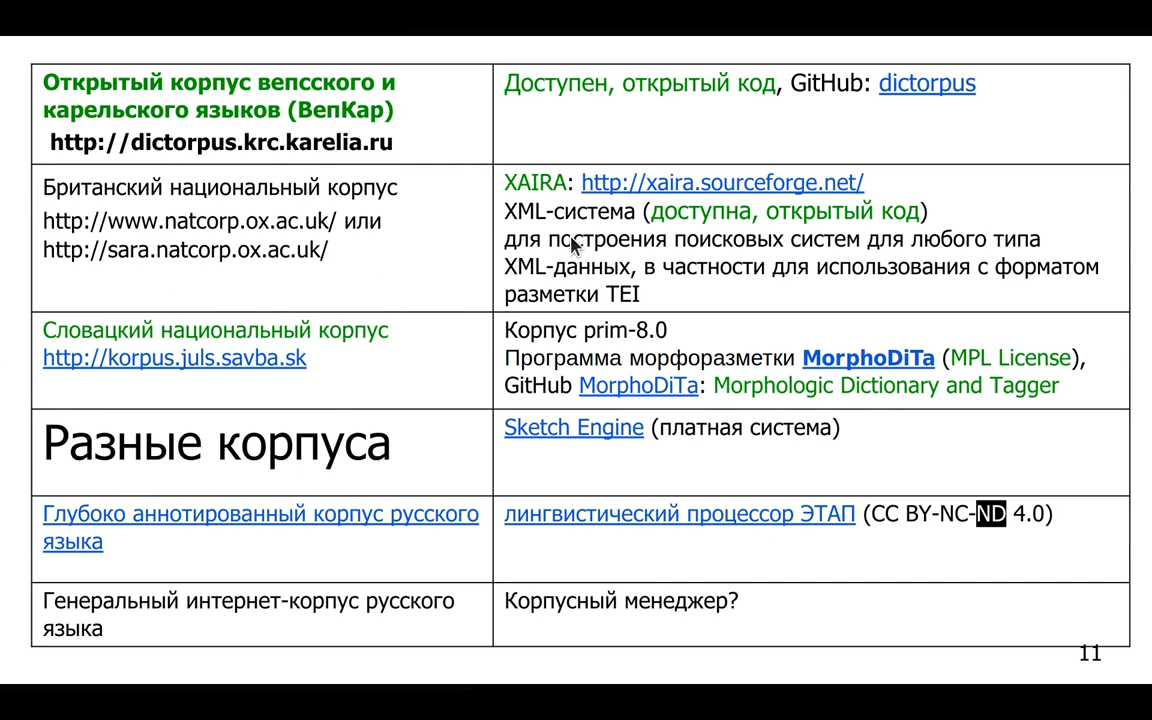 Открытый корпус вепсского и
карельского языков (ВепКар)
http://dictorpus.krc.karelia.ru
Доступен, открытый код, GitHub: dictorpus
Британский национальный корпус
http://www.natcorp.ox.ac.uk/ или
http://sara.natcorp.ox.ac.uk/
XAIRA: http://xaira.sourceforge.net/
XML-система (доступна, открытый код)
для построения поисковых систем для любого типа
XML-данных, в частности для использования с форматом
разметки TEI
Словацкий национальный корпус
http://korpus.juls.savba.sk
Корпус prim-8.0
Программа морфоразметки MorphoDiTa (MPL License),
GitHub MorphoDiTa: Morphologic Dictionary and Tagger
Разные корпуса
Sketch Engine (платная система)
Глубоко аннотированный корпус русского
языка
лингвистический процессор ЭТАП (CC BY-NC-ND 4.0)
Генеральный интернет-корпус русского
языка
Корпусный менеджер?
11